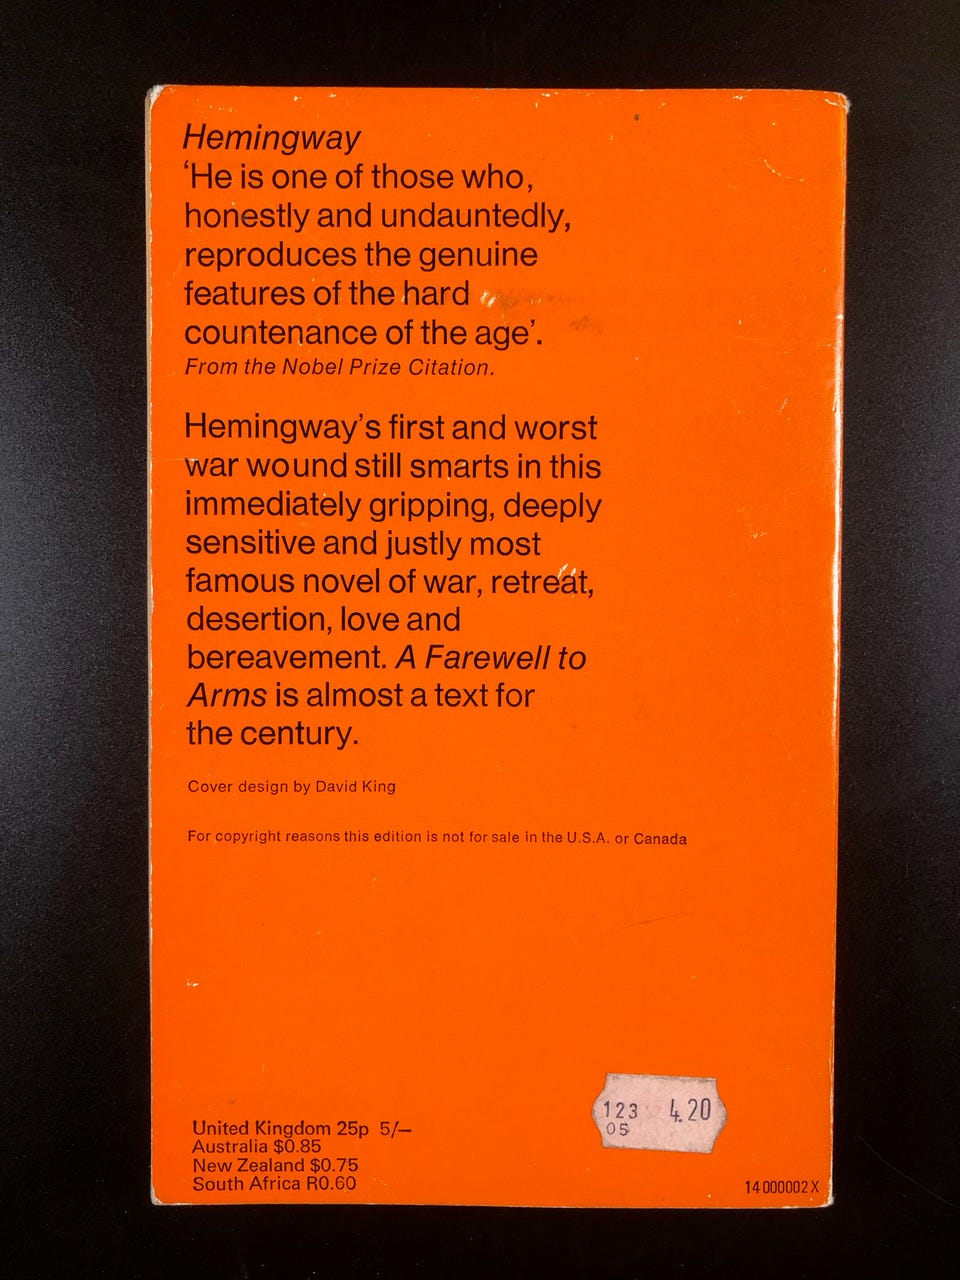 Hemingway
‘He is one of those who,
honestly and undauntedly,
reproduces the genuine
features of the hard
countenance of the age’.
From the Nobel Prize Citation.
Hemingway’s first and worst
war wound still smarts in this
immediately gripping, deeply
sensitive and justly most
famous novel of war, retreat,
desertion, love and
bereavement. A Farewell to
Arms is almost a text for
the century.
Cover design by David King
For copyright reasons this edition is not for sale in the U.S.A. or Canada
United Kingdom 25p 5/–
Australia $0.85
New Zealand $0.75
South Africa R0.60
123 4.20
05
14 000002 X